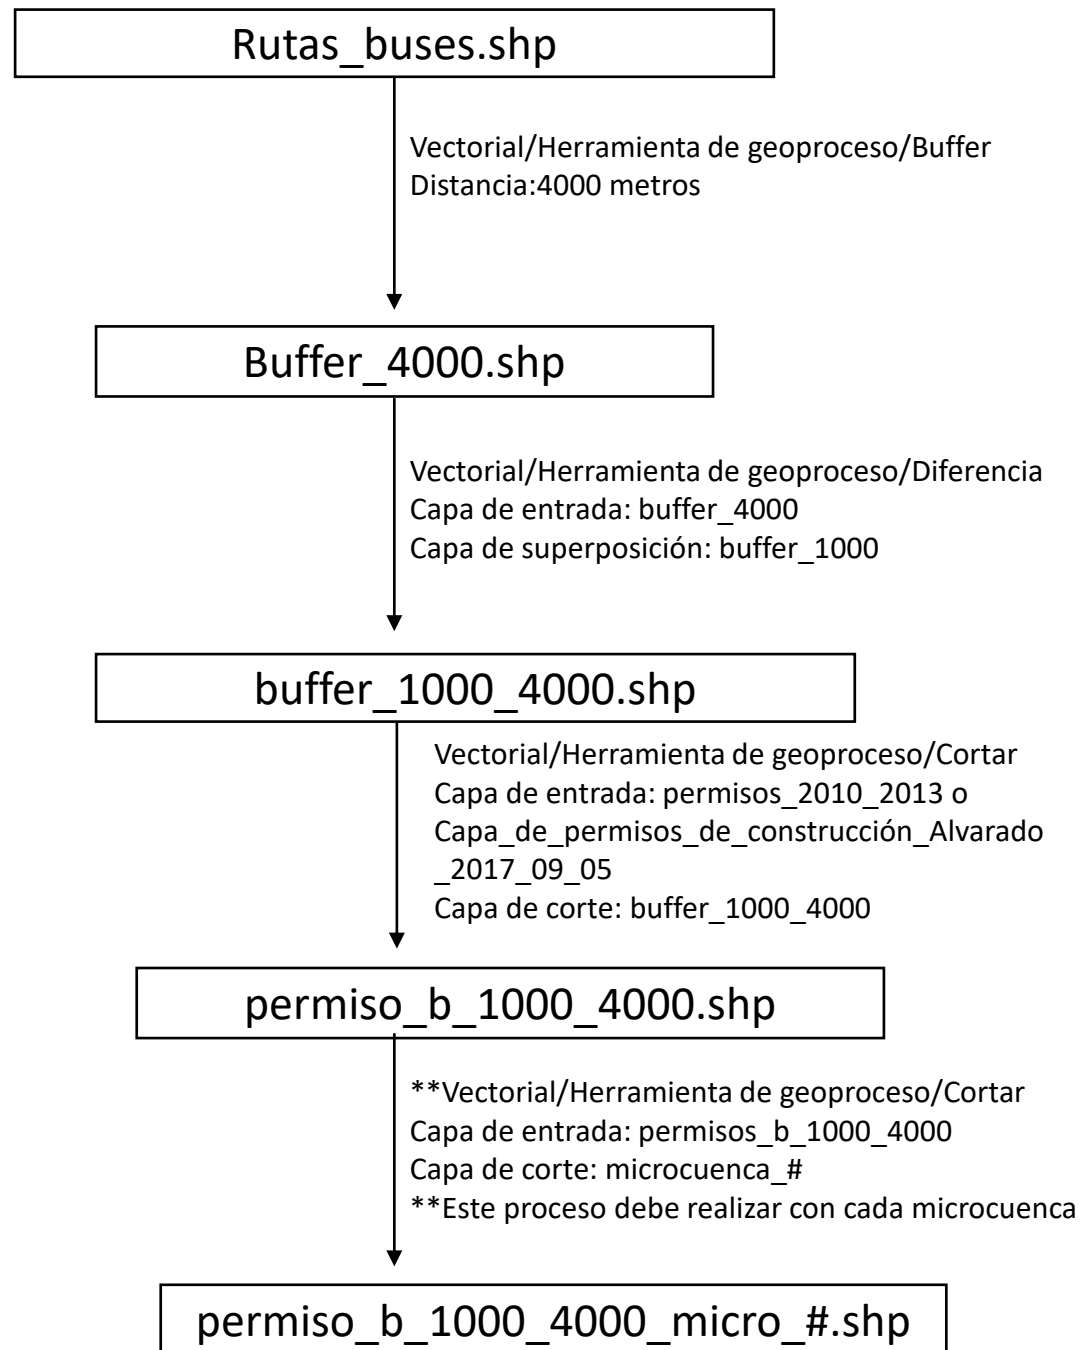 Rutas_buses.shp
Vectorial/Herramienta de geoproceso/Buffer
Distancia:4000 metros
Buffer_4000.shp
Vectorial/Herramienta de geoproceso/Diferencia
Capa de entrada: buffer_4000
Capa de superposición: buffer_1000
buffer_1000_4000.shp
Vectorial/Herramienta de geoproceso/Cortar
Capa de entrada: permisos_2010_2013 o
Capa_de_permisos_de_construcción_Alvarado
_2017_09_05
Capa de corte: buffer_1000_4000
permiso_b_1000_4000.shp
**Vectorial/Herramienta de geoproceso/Cortar
Capa de entrada: permisos_b_1000_4000
Capa de corte: microcuenca_#
**Este proceso debe realizar con cada microcuenca
permiso_b_1000_4000_micro_#.shp